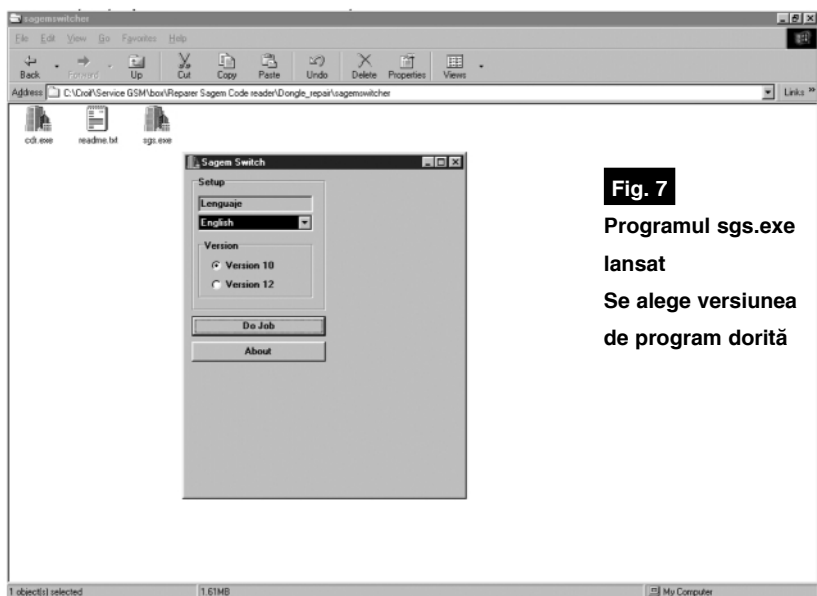 sagemswitcher
File Edit View Go Favorites Help
Back Forward Up Cut Copy Paste Undo Delete Properties Views
Address C:\Croif\Service GSM\box\Reparer Sagem Code reader\Dongle_repair\sagemswitcher Links »
readme.txt sgs.exe
Sagem Switch
Setup
Lenguaje
English
Version
Version 10
Version 12
Do Job
About
Fig. 7
Programul sgs.exe
lansat
Se alege versiunea
de program dorită
1 object(s) selected 1.61MB My Computer